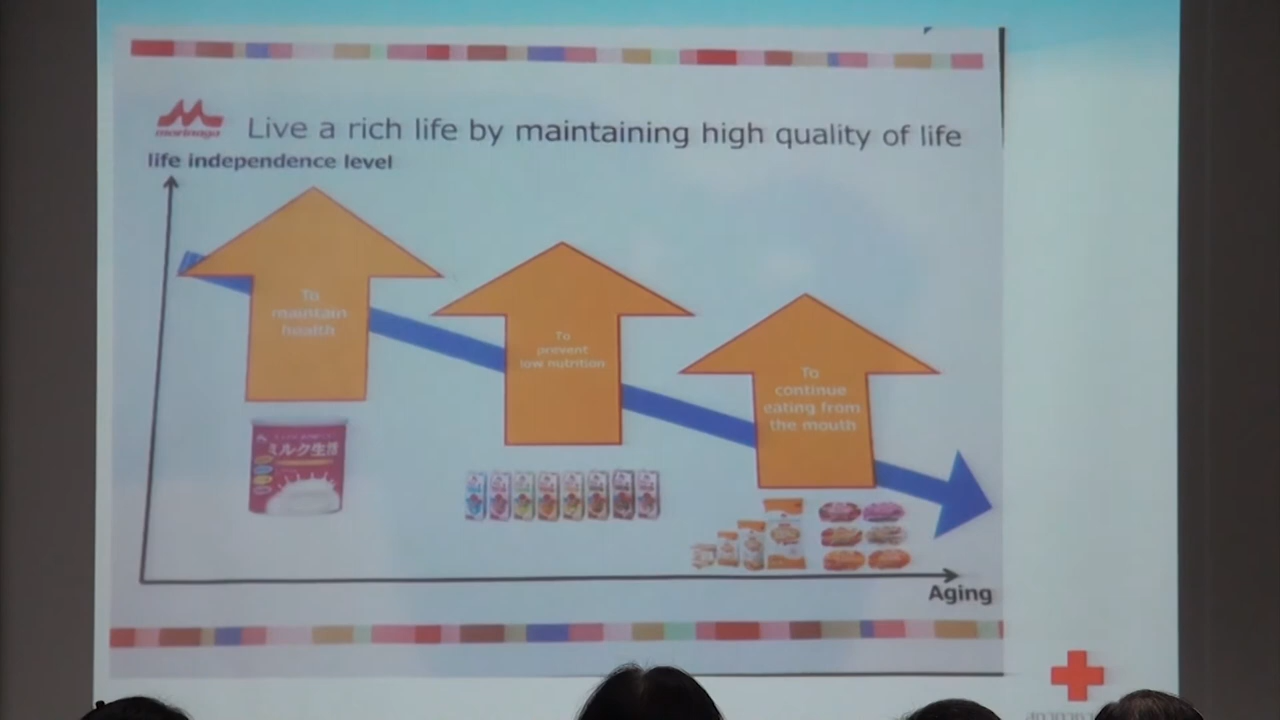 morinaga
Live a rich life by maintaining high quality of life
life independence level
To
maintain
health
To
prevent
low nutrition
To
continue
eating from
the mouth
ミルク生活
Aging